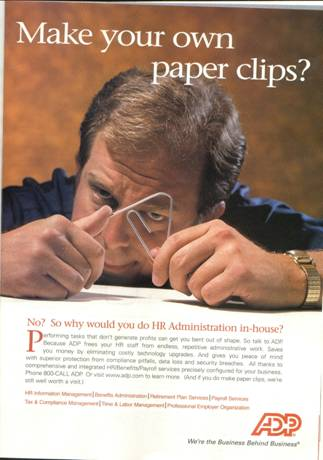 Make your own
paper clips?
No? So why would you do HR Administration in-house?
Performing tasks that don't generate profits can get you bent out of shape. So talk to ADP.
Because ADP frees your HR staff from endless, repetitive administrative work. Saves
you money by eliminating costly technology upgrades. And gives you peace of mind
with superior protection from compliance pitfalls, data loss and security breaches. All thanks to
comprehensive and integrated HR/Benefits/Payroll services precisely configured for your business.
Phone 800-CALL ADP. Or visit www.adp.com to learn more. (And if you do make paper clips, we're
still well worth a visit.)
HR Information Management|Benefits Administration|Retirement Plan Services|Payroll Services
Tax & Compliance Management|Time & Labor Management|Professional Employer Organization
ADP
We're the Business Behind Business®